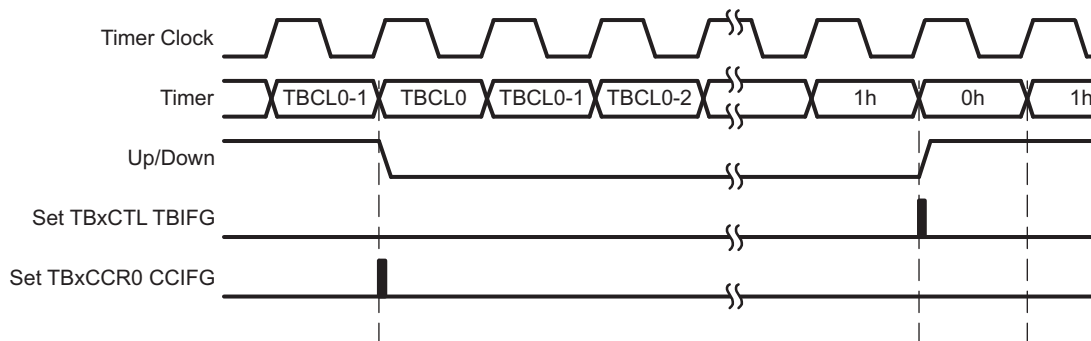 Timer Clock
Timer TBCL0-1 TBCL0 TBCL0-1 TBCL0-2 1h 0h 1h
Up/Down
Set TBxCTL TBIFG
Set TBxCCR0 CCIFG